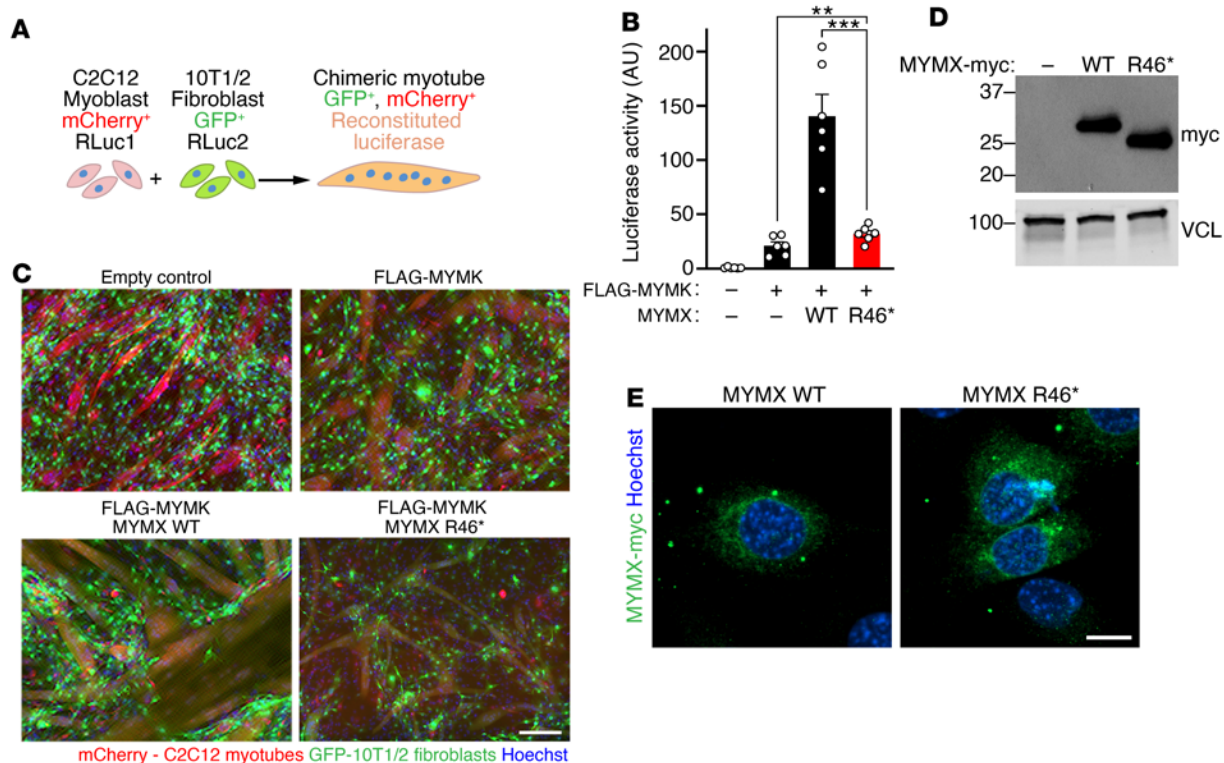 A
C2C12
Myoblast
mCherry⁺
RLuc1
+
10T1/2
Fibroblast
GFP⁺
RLuc2
Chimeric myotube
GFP⁺, mCherry⁺
Reconstituted
luciferase
B
Luciferase activity (AU)
200
150
100
50
0
**
***
FLAG-MYMK: – + + +
MYMX: – – WT R46*
C
Empty control
FLAG-MYMK
FLAG-MYMK
MYMX WT
FLAG-MYMK
MYMX R46*
mCherry - C2C12 myotubes GFP-10T1/2 fibroblasts Hoechst
D
MYMX-myc: – WT R46*
37
25
20
myc
100
VCL
E
MYMX WT
MYMX R46*
MYMX-myc Hoechst